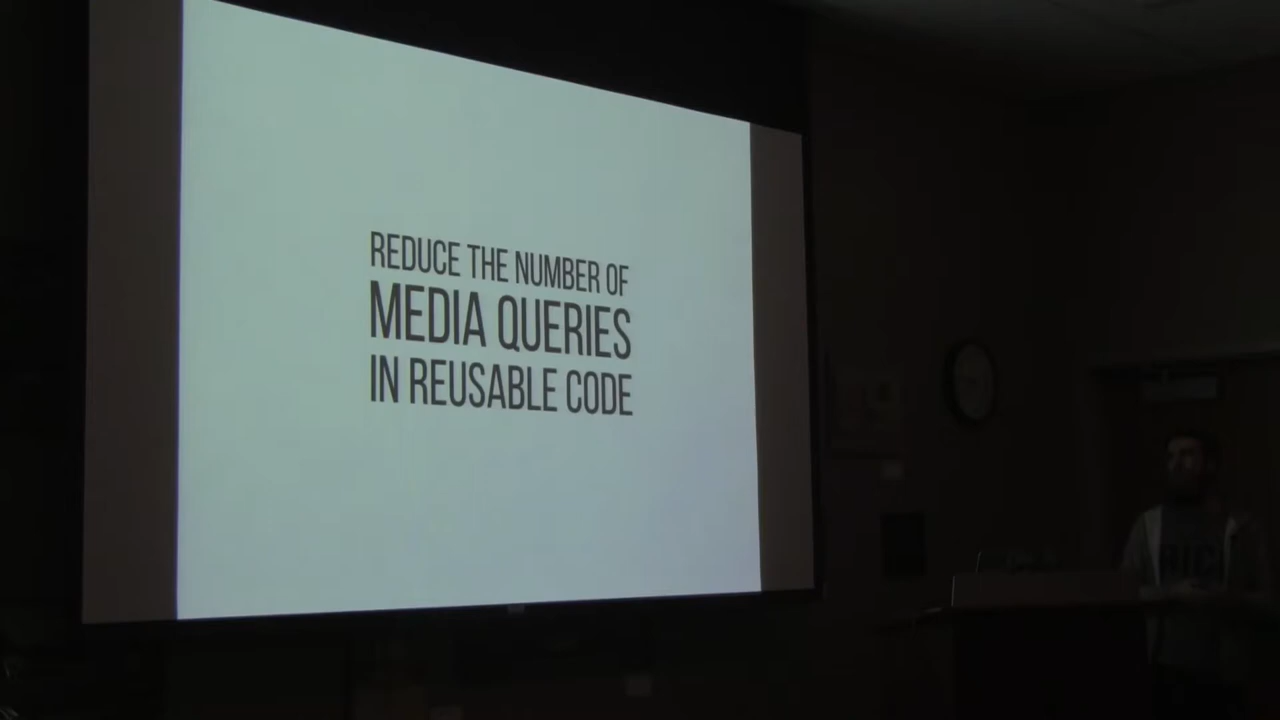 REDUCE THE NUMBER OF
MEDIA QUERIES
IN REUSABLE CODE